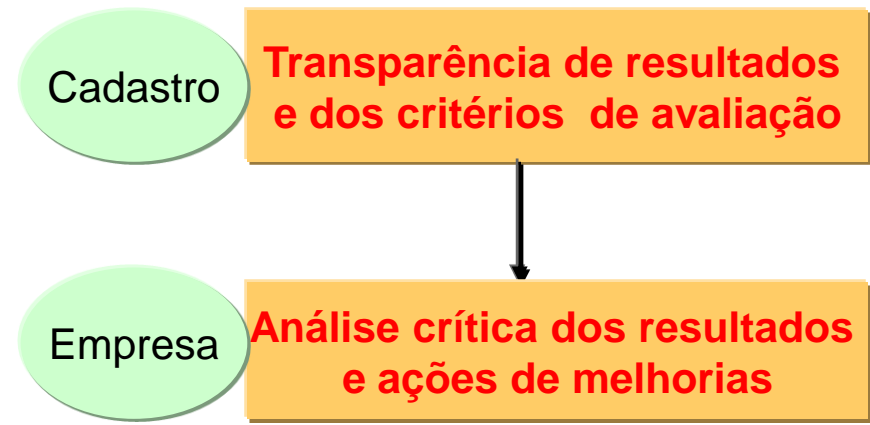 Cadastro
Transparência de resultados
e dos critérios de avaliação
Empresa
Análise crítica dos resultados
e ações de melhorias